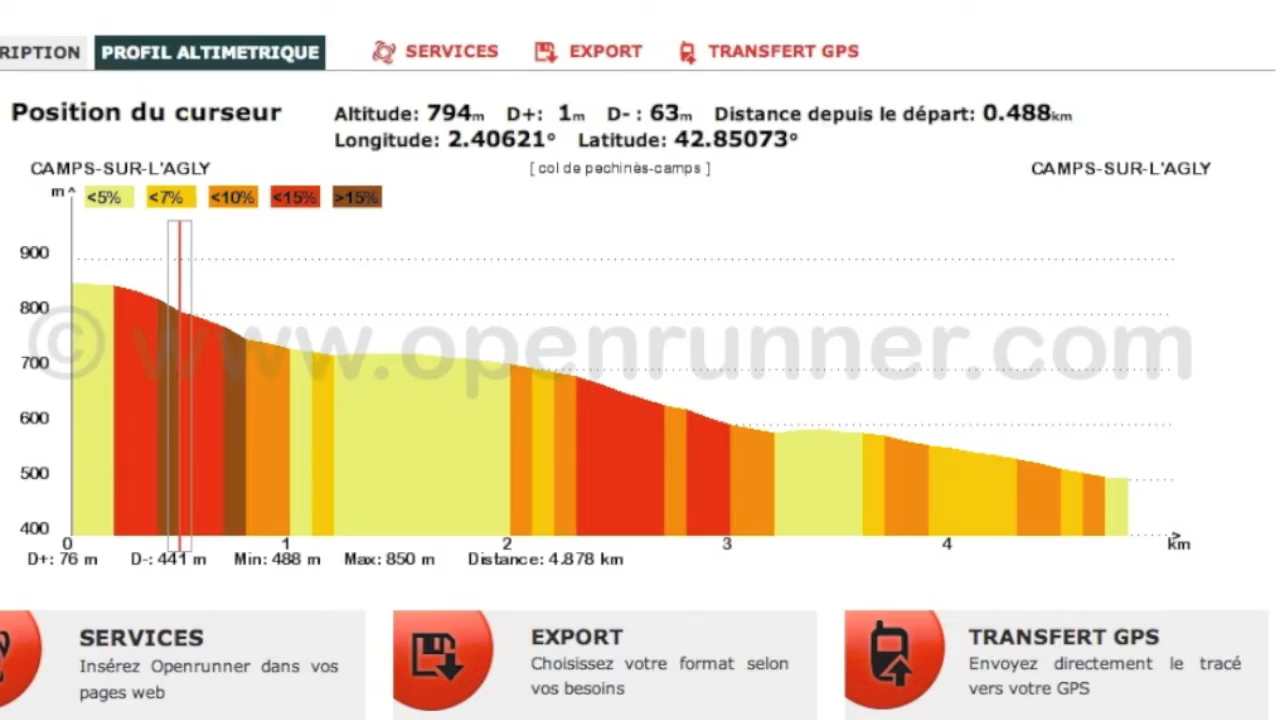 RIPTION PROFIL ALTIMETRIQUE SERVICES EXPORT TRANSFERT GPS
Position du curseur
Altitude: 794m D+: 1m D- : 63m Distance depuis le départ: 0.488km
Longitude: 2.40621° Latitude: 42.85073°
CAMPS-SUR-L'AGLY [ col de pechinès-camps ] CAMPS-SUR-L'AGLY
m ^ <5% <7% <10% <15% >15%
900
800
© www.openrunner.com
700
600
500
400
0 1 2 3 4 > km
D+: 76 m D-: 441 m Min: 488 m Max: 850 m Distance: 4.878 km
SERVICES
Insérez Openrunner dans vos
pages web
EXPORT
Choisissez votre format selon
vos besoins
TRANSFERT GPS
Envoyez directement le tracé
vers votre GPS